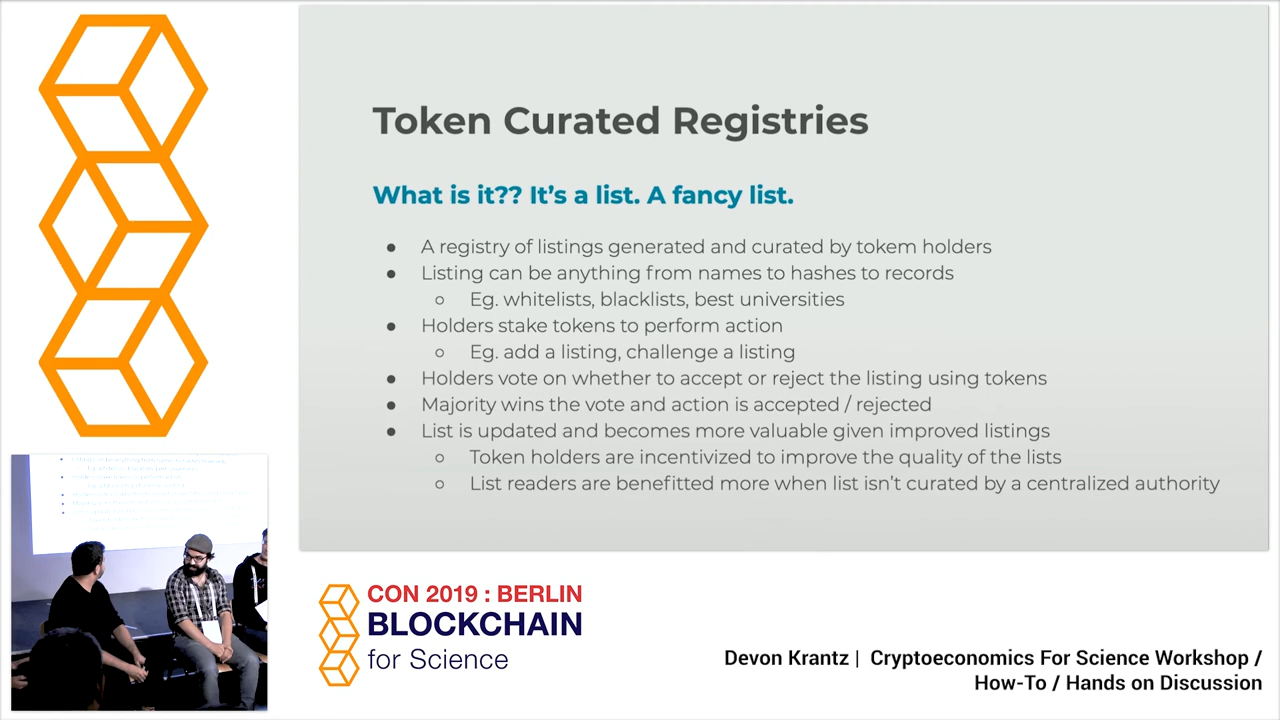 Token Curated Registries
What is it?? It's a list. A fancy list.
● A registry of listings generated and curated by tokem holders
● Listing can be anything from names to hashes to records
○ Eg. whitelists, blacklists, best universities
● Holders stake tokens to perform action
○ Eg. add a listing, challenge a listing
● Holders vote on whether to accept or reject the listing using tokens
● Majority wins the vote and action is accepted / rejected
● List is updated and becomes more valuable given improved listings
○ Token holders are incentivized to improve the quality of the lists
○ List readers are benefitted more when list isn't curated by a centralized authority
CON 2019 : BERLIN
BLOCKCHAIN
for Science
Devon Krantz | Cryptoeconomics For Science Workshop /
How-To / Hands on Discussion